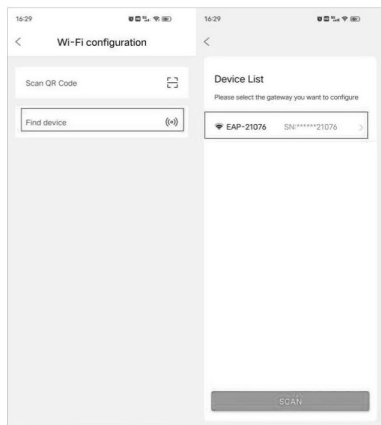 16:29
Wi-Fi configuration
Scan QR Code
Find device
16:29
Device List
Please select the gateway you want to configure
EAP-21076 SN:******21076
SCAN